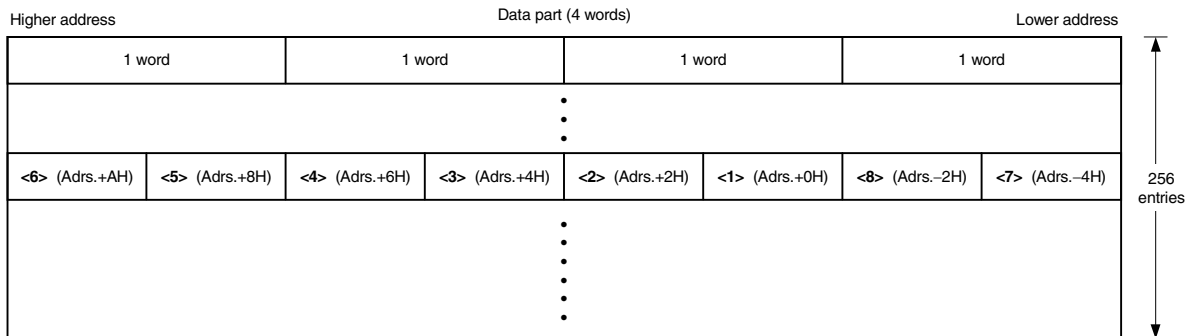 Higher address Data part (4 words) Lower address
1 word 1 word 1 word 1 word
<6> (Adrs.+AH) <5> (Adrs.+8H) <4> (Adrs.+6H) <3> (Adrs.+4H) <2> (Adrs.+2H) <1> (Adrs.+0H) <8> (Adrs.−2H) <7> (Adrs.−4H)
256
entries